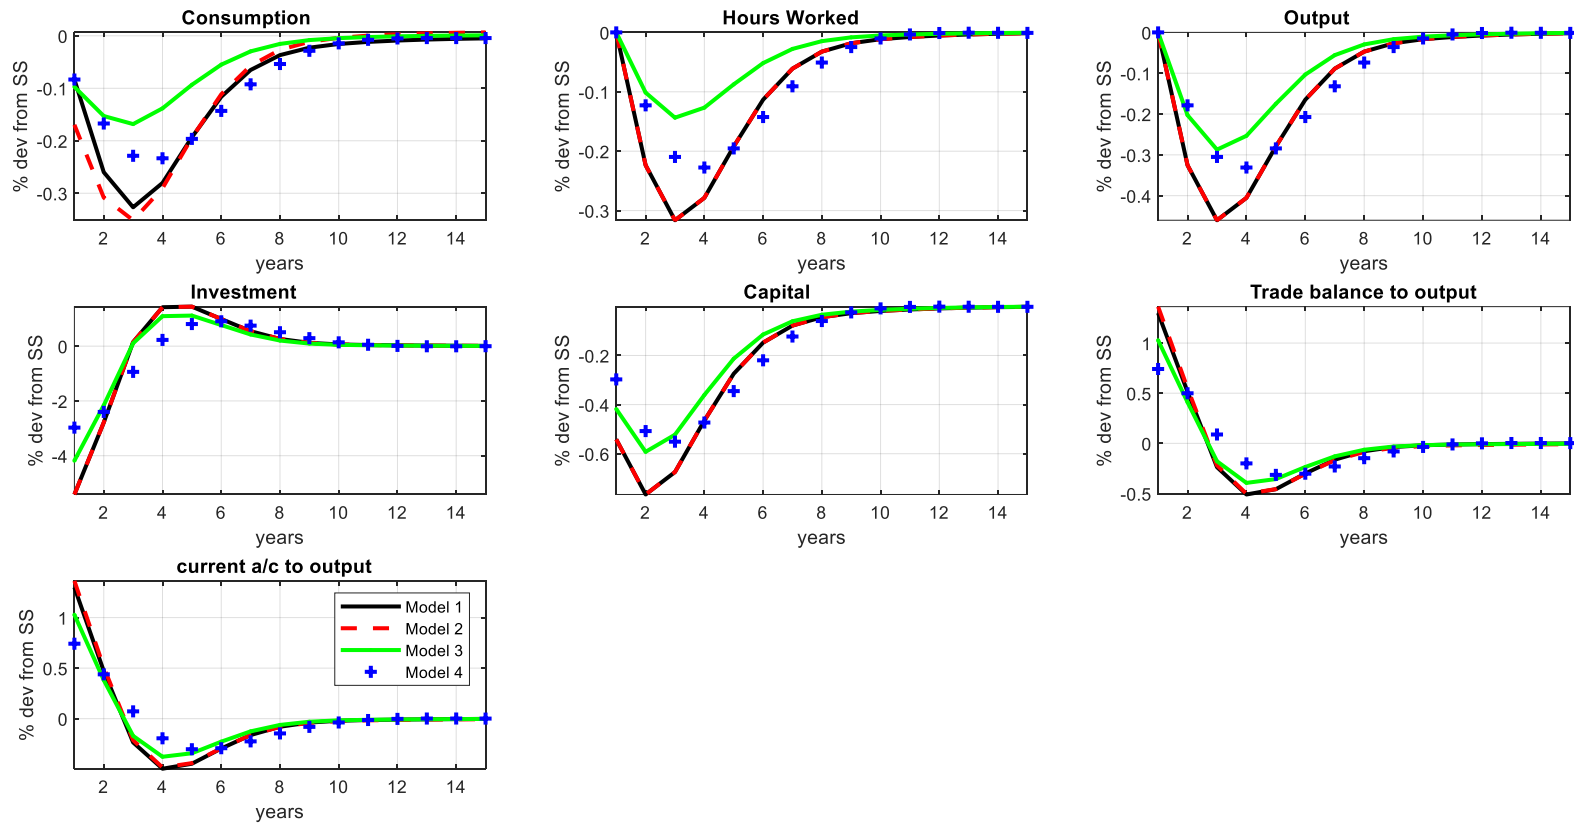 Consumption
% dev from SS
0
-0.1
-0.2
-0.3
2 4 6 8 10 12 14
years
Hours Worked
% dev from SS
0
-0.1
-0.2
-0.3
2 4 6 8 10 12 14
years
Output
% dev from SS
0
-0.1
-0.2
-0.3
-0.4
2 4 6 8 10 12 14
years
Investment
% dev from SS
0
-2
-4
2 4 6 8 10 12 14
years
Capital
% dev from SS
-0.2
-0.4
-0.6
2 4 6 8 10 12 14
years
Trade balance to output
% dev from SS
1
0.5
0
-0.5
2 4 6 8 10 12 14
years
current a/c to output
% dev from SS
1
0.5
0
2 4 6 8 10 12 14
years
Model 1
Model 2
Model 3
Model 4